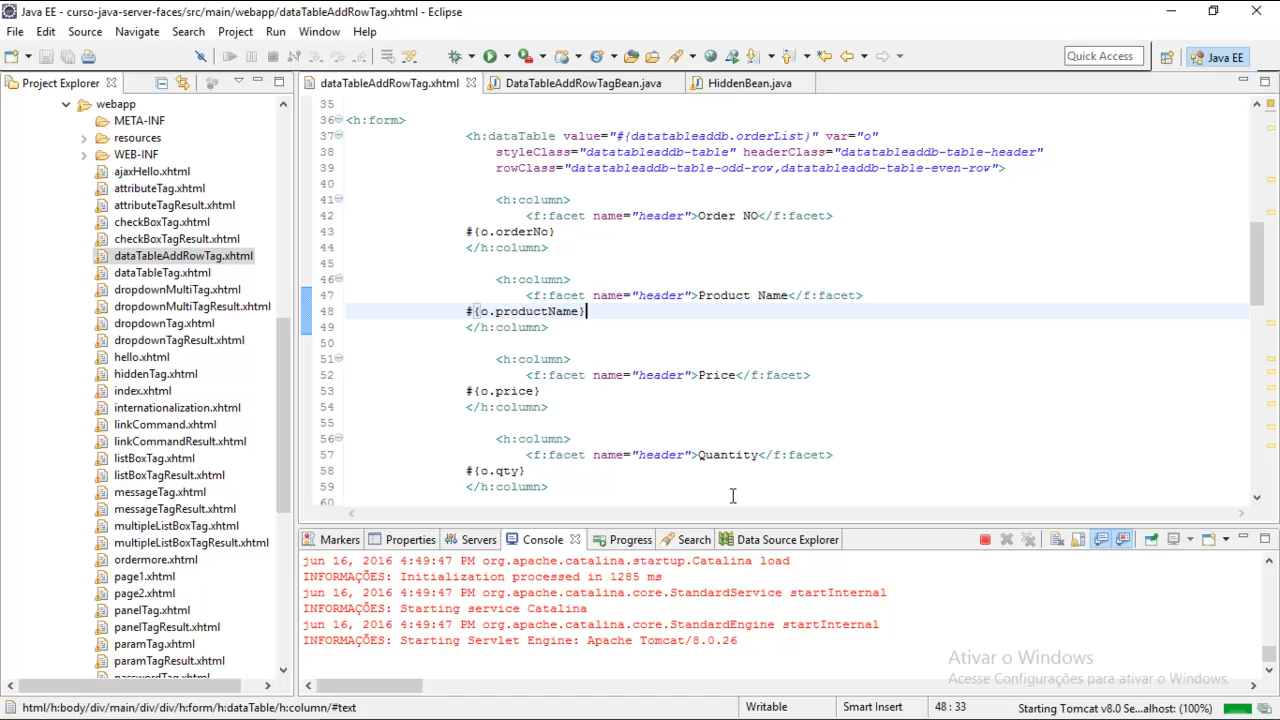 Java EE - curso-java-server-faces/src/main/webapp/dataTableAddRowTag.xhtml - Eclipse
File Edit Source Navigate Search Project Run Window Help
Quick Access
Java EE
Project Explorer
dataTableAddRowTag.xhtml
DataTableAddRowTagBean.java
HiddenBean.java
webapp
META-INF
resources
WEB-INF
ajaxHello.xhtml
attributeTag.xhtml
attributeTagResult.xhtml
checkBoxTag.xhtml
checkBoxTagResult.xhtml
dataTableAddRowTag.xhtml
dataTableTag.xhtml
dropdownMultiTag.xhtml
dropdownMultiTagResult.xhtml
dropdownTag.xhtml
dropdownTagResult.xhtml
hello.xhtml
hiddenTag.xhtml
index.xhtml
internationalization.xhtml
linkCommand.xhtml
linkCommandResult.xhtml
listBoxTag.xhtml
listBoxTagResult.xhtml
messageTag.xhtml
messageTagResult.xhtml
multipleListBoxTag.xhtml
multipleListBoxTagResult.xhtml
ordermore.xhtml
page1.xhtml
page2.xhtml
panelTag.xhtml
panelTagResult.xhtml
paramTag.xhtml
paramTagResult.xhtml
passwordTag.xhtml
35
36 <h:form>
37 <h:dataTable value="#{datatableaddb.orderList}" var="o"
38 styleClass="datatableaddb-table" headerClass="datatableaddb-table-header"
39 rowClass="datatableaddb-table-odd-row,datatableaddb-table-even-row">
40
41 <h:column>
42 <f:facet name="header">Order NO</f:facet>
43 #{o.orderNo}
44 </h:column>
45
46 <h:column>
47 <f:facet name="header">Product Name</f:facet>
48 #{o.productName}
49 </h:column>
50
51 <h:column>
52 <f:facet name="header">Price</f:facet>
53 #{o.price}
54 </h:column>
55
56 <h:column>
57 <f:facet name="header">Quantity</f:facet>
58 #{o.qty}
59 </h:column>
60
Markers Properties Servers Console Progress Search Data Source Explorer
jun 16, 2016 4:49:47 PM org.apache.catalina.startup.Catalina load
INFORMAÇÕES: Initialization processed in 1285 ms
jun 16, 2016 4:49:47 PM org.apache.catalina.core.StandardService startInternal
INFORMAÇÕES: Starting service Catalina
jun 16, 2016 4:49:47 PM org.apache.catalina.core.StandardEngine startInternal
INFORMAÇÕES: Starting Servlet Engine: Apache Tomcat/8.0.26
Ativar o Windows
Acesse Configurações para ativar o Windows.
html/h:body/div/main/div/div/h:form/h:dataTable/h:column/#text
Writable
Smart Insert
48 : 33
Starting Tomcat v8.0 Se...alhost: (100%)